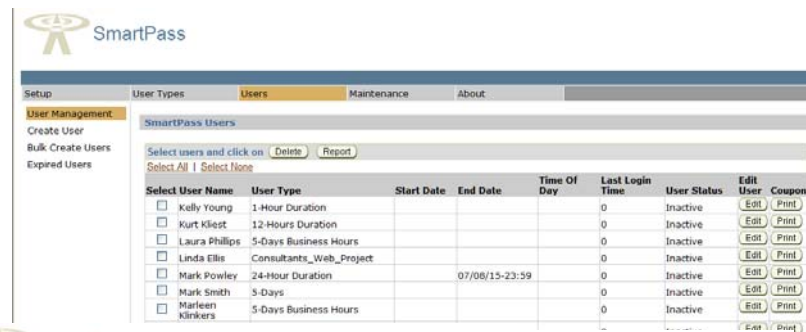 SmartPass
Setup User Types Users Maintenance About
User Management
Create User
Bulk Create Users
Expired Users
SmartPass Users
Select users and click on Delete Report
Select All | Select None
Select User Name User Type Start Date End Date Time Of Day Last Login Time User Status Edit User Coupon
Kelly Young 1-Hour Duration 0 Inactive Edit Print
Kurt Kliest 12-Hours Duration 0 Inactive Edit Print
Laura Phillips 5-Days Business Hours 0 Inactive Edit Print
Linda Ellis Consultants_Web_Project 0 Inactive Edit Print
Mark Powley 24-Hour Duration 07/08/15-23:59 0 Inactive Edit Print
Mark Smith 5-Days 0 Inactive Edit Print
Marleen Klinkers 5-Days Business Hours 0 Inactive Edit Print
Edit Print